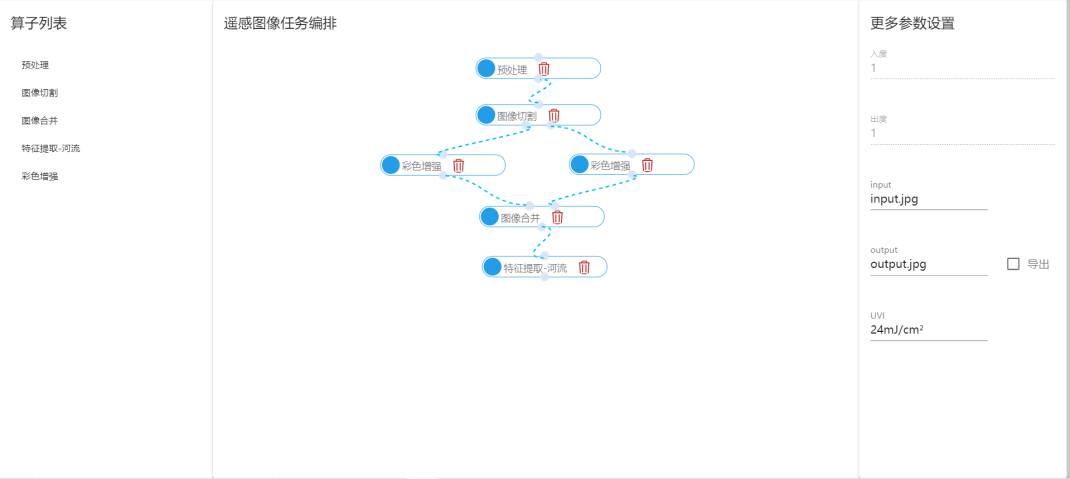 算子列表
预处理
图像切割
图像合并
特征提取-河流
彩色增强
遥感图像任务编排
预处理
图像切割
彩色增强
彩色增强
图像合并
特征提取-河流
更多参数设置
入度
1
出度
1
input
input.jpg
output
output.jpg
导出
UVI
24mJ/cm²